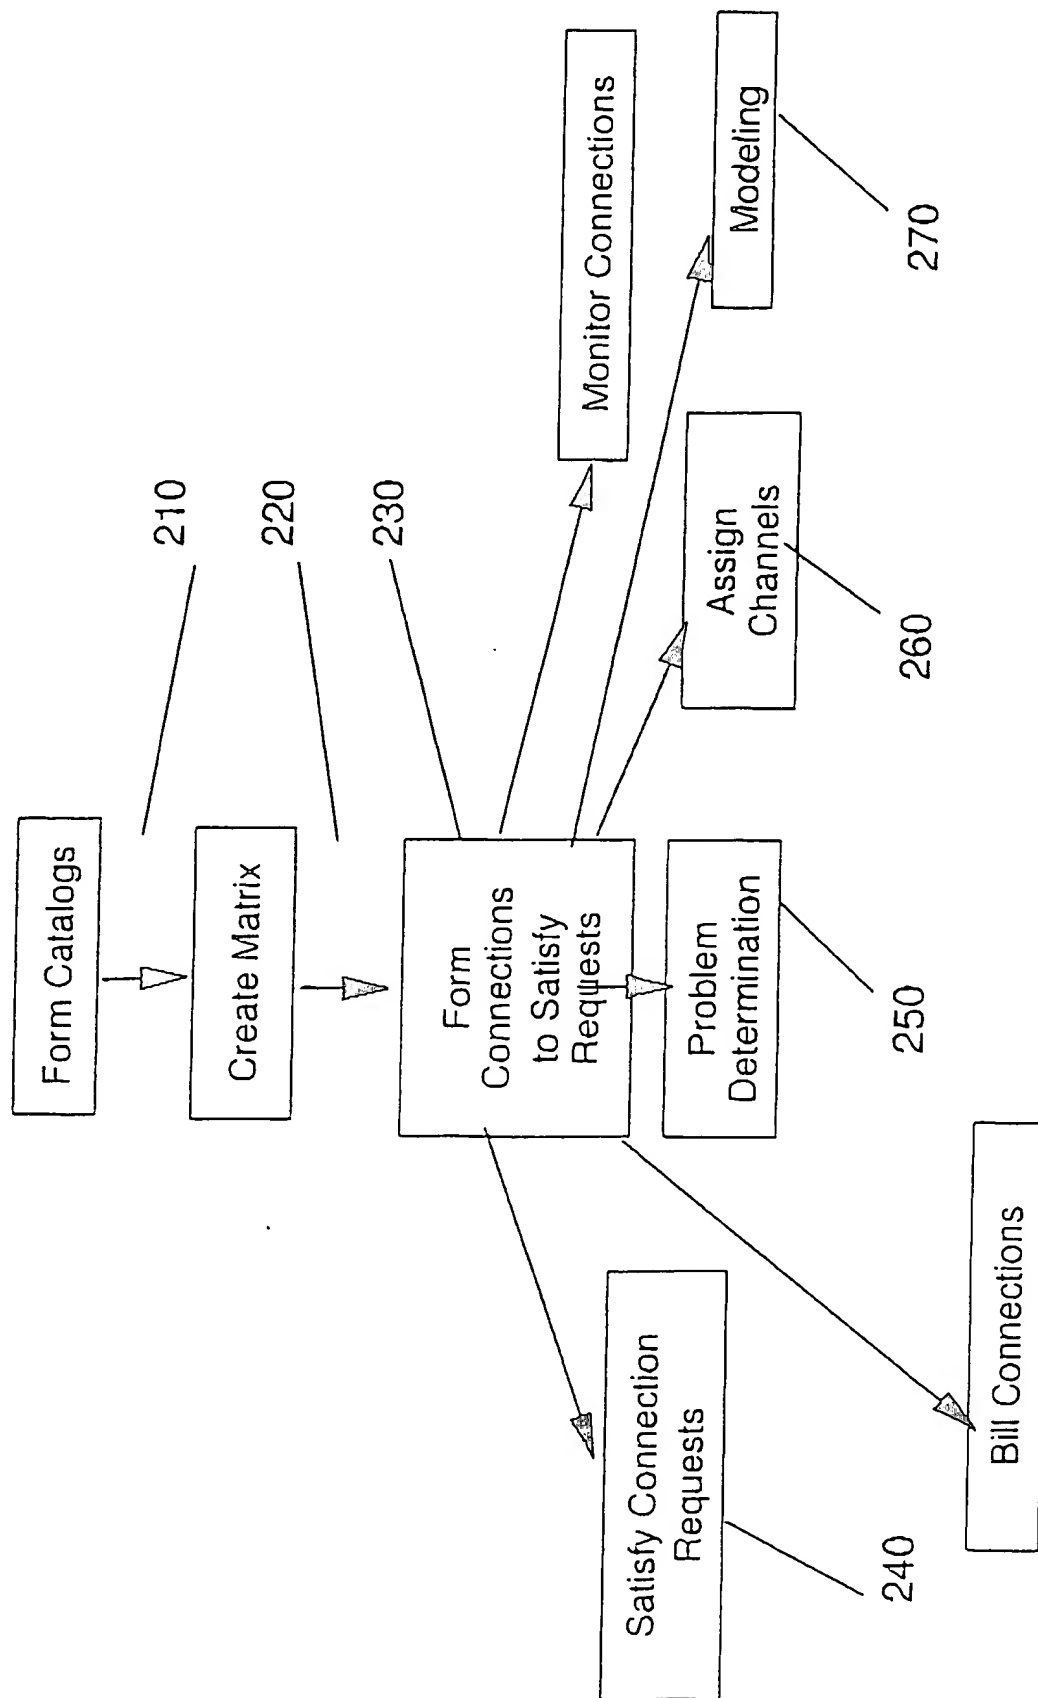 Form Catalogs
210
Create Matrix
220
Form
Connections
to Satisfy
Requests
230
Satisfy Connection
Requests
240
Bill Connections
Problem
Determination
250
Assign
Channels
260
Modeling
270
Monitor Connections